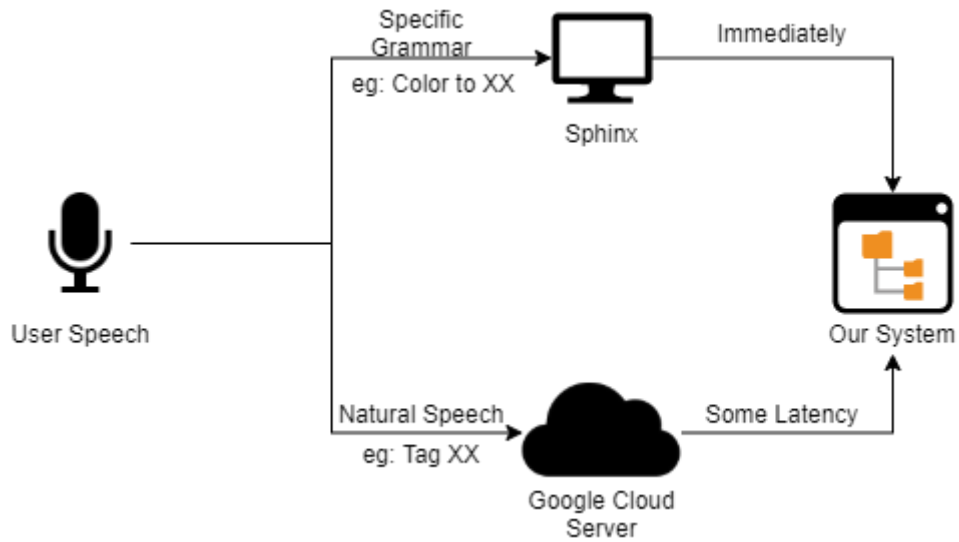 Specific
Grammar
eg: Color to XX
Immediately
Sphinx
User Speech
Our System
Natural Speech
eg: Tag XX
Some Latency
Google Cloud
Server